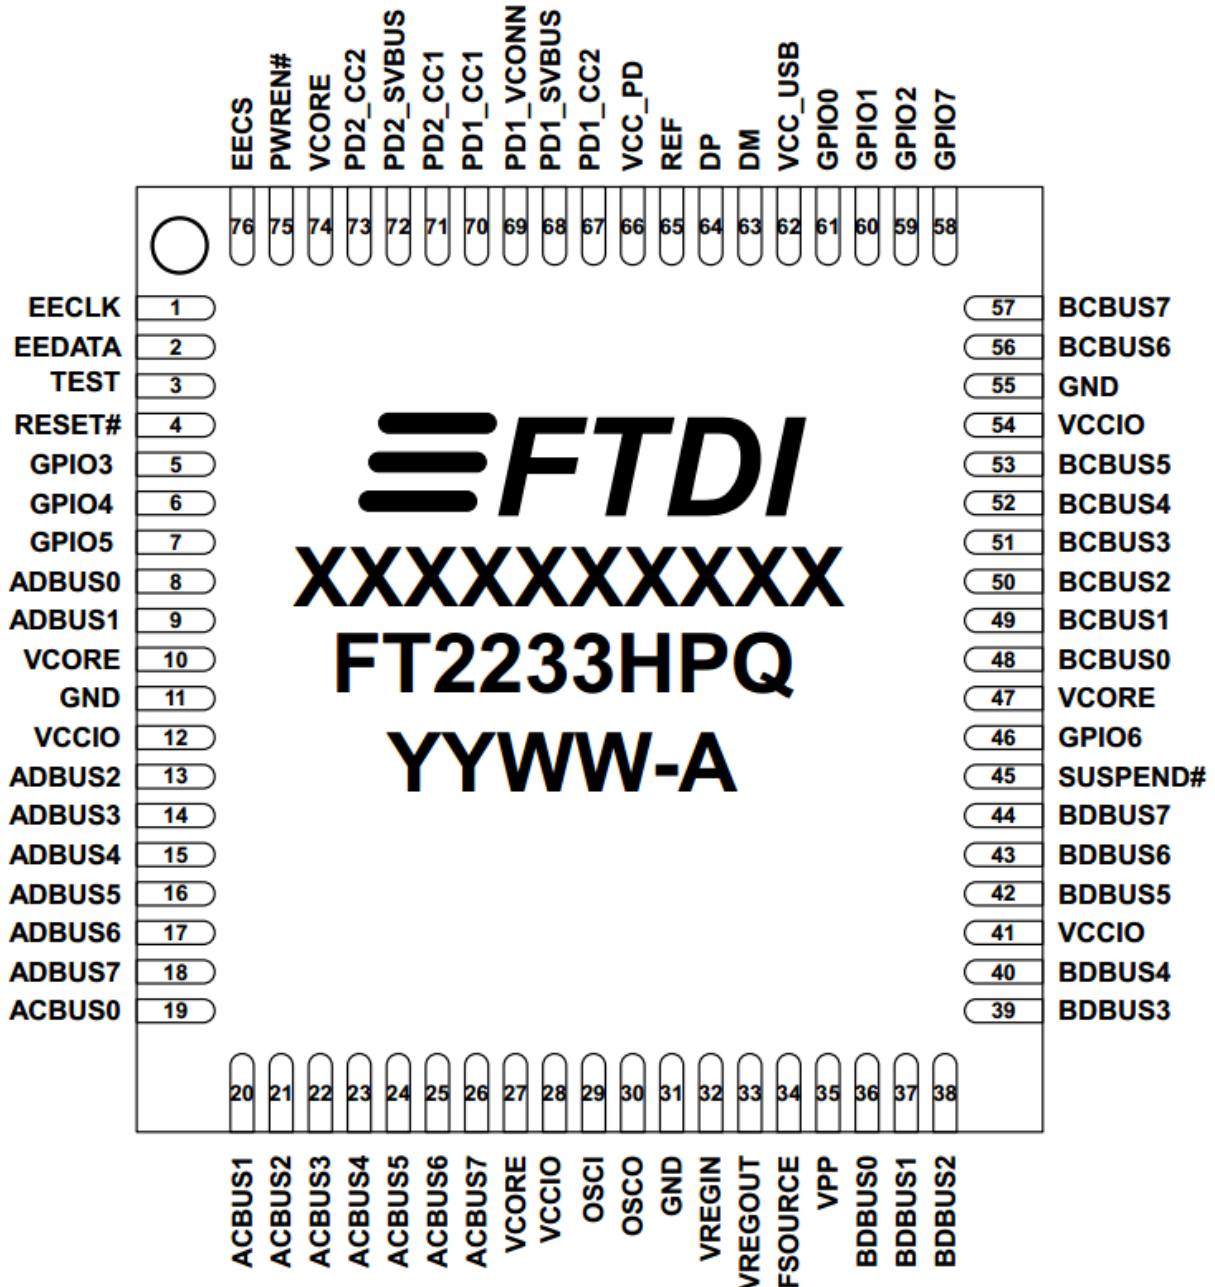 EECS
PWREN#
VCORE
PD2_CC2
PD2_SVBUS
PD2_CC1
PD1_CC1
PD1_VCONN
PD1_SVBUS
PD1_CC2
VCC_PD
REF
DP
DM
VCC_USB
GPIO0
GPIO1
GPIO2
GPIO7
76 75 74 73 72 71 70 69 68 67 66 65 64 63 62 61 60 59 58
EECLK 1
EEDATA 2
TEST 3
RESET# 4
GPIO3 5
GPIO4 6
GPIO5 7
ADBUS0 8
ADBUS1 9
VCORE 10
GND 11
VCCIO 12
ADBUS2 13
ADBUS3 14
ADBUS4 15
ADBUS5 16
ADBUS6 17
ADBUS7 18
ACBUS0 19
FTDI
XXXXXXXXXX
FT2233HPQ
YYWW-A
57 BCBUS7
56 BCBUS6
55 GND
54 VCCIO
53 BCBUS5
52 BCBUS4
51 BCBUS3
50 BCBUS2
49 BCBUS1
48 BCBUS0
47 VCORE
46 GPIO6
45 SUSPEND#
44 BDBUS7
43 BDBUS6
42 BDBUS5
41 VCCIO
40 BDBUS4
39 BDBUS3
20 21 22 23 24 25 26 27 28 29 30 31 32 33 34 35 36 37 38
ACBUS1
ACBUS2
ACBUS3
ACBUS4
ACBUS5
ACBUS6
ACBUS7
VCORE
VCCIO
OSCI
OSCO
GND
VREGIN
VREGOUT
FSOURCE
VPP
BDBUS0
BDBUS1
BDBUS2